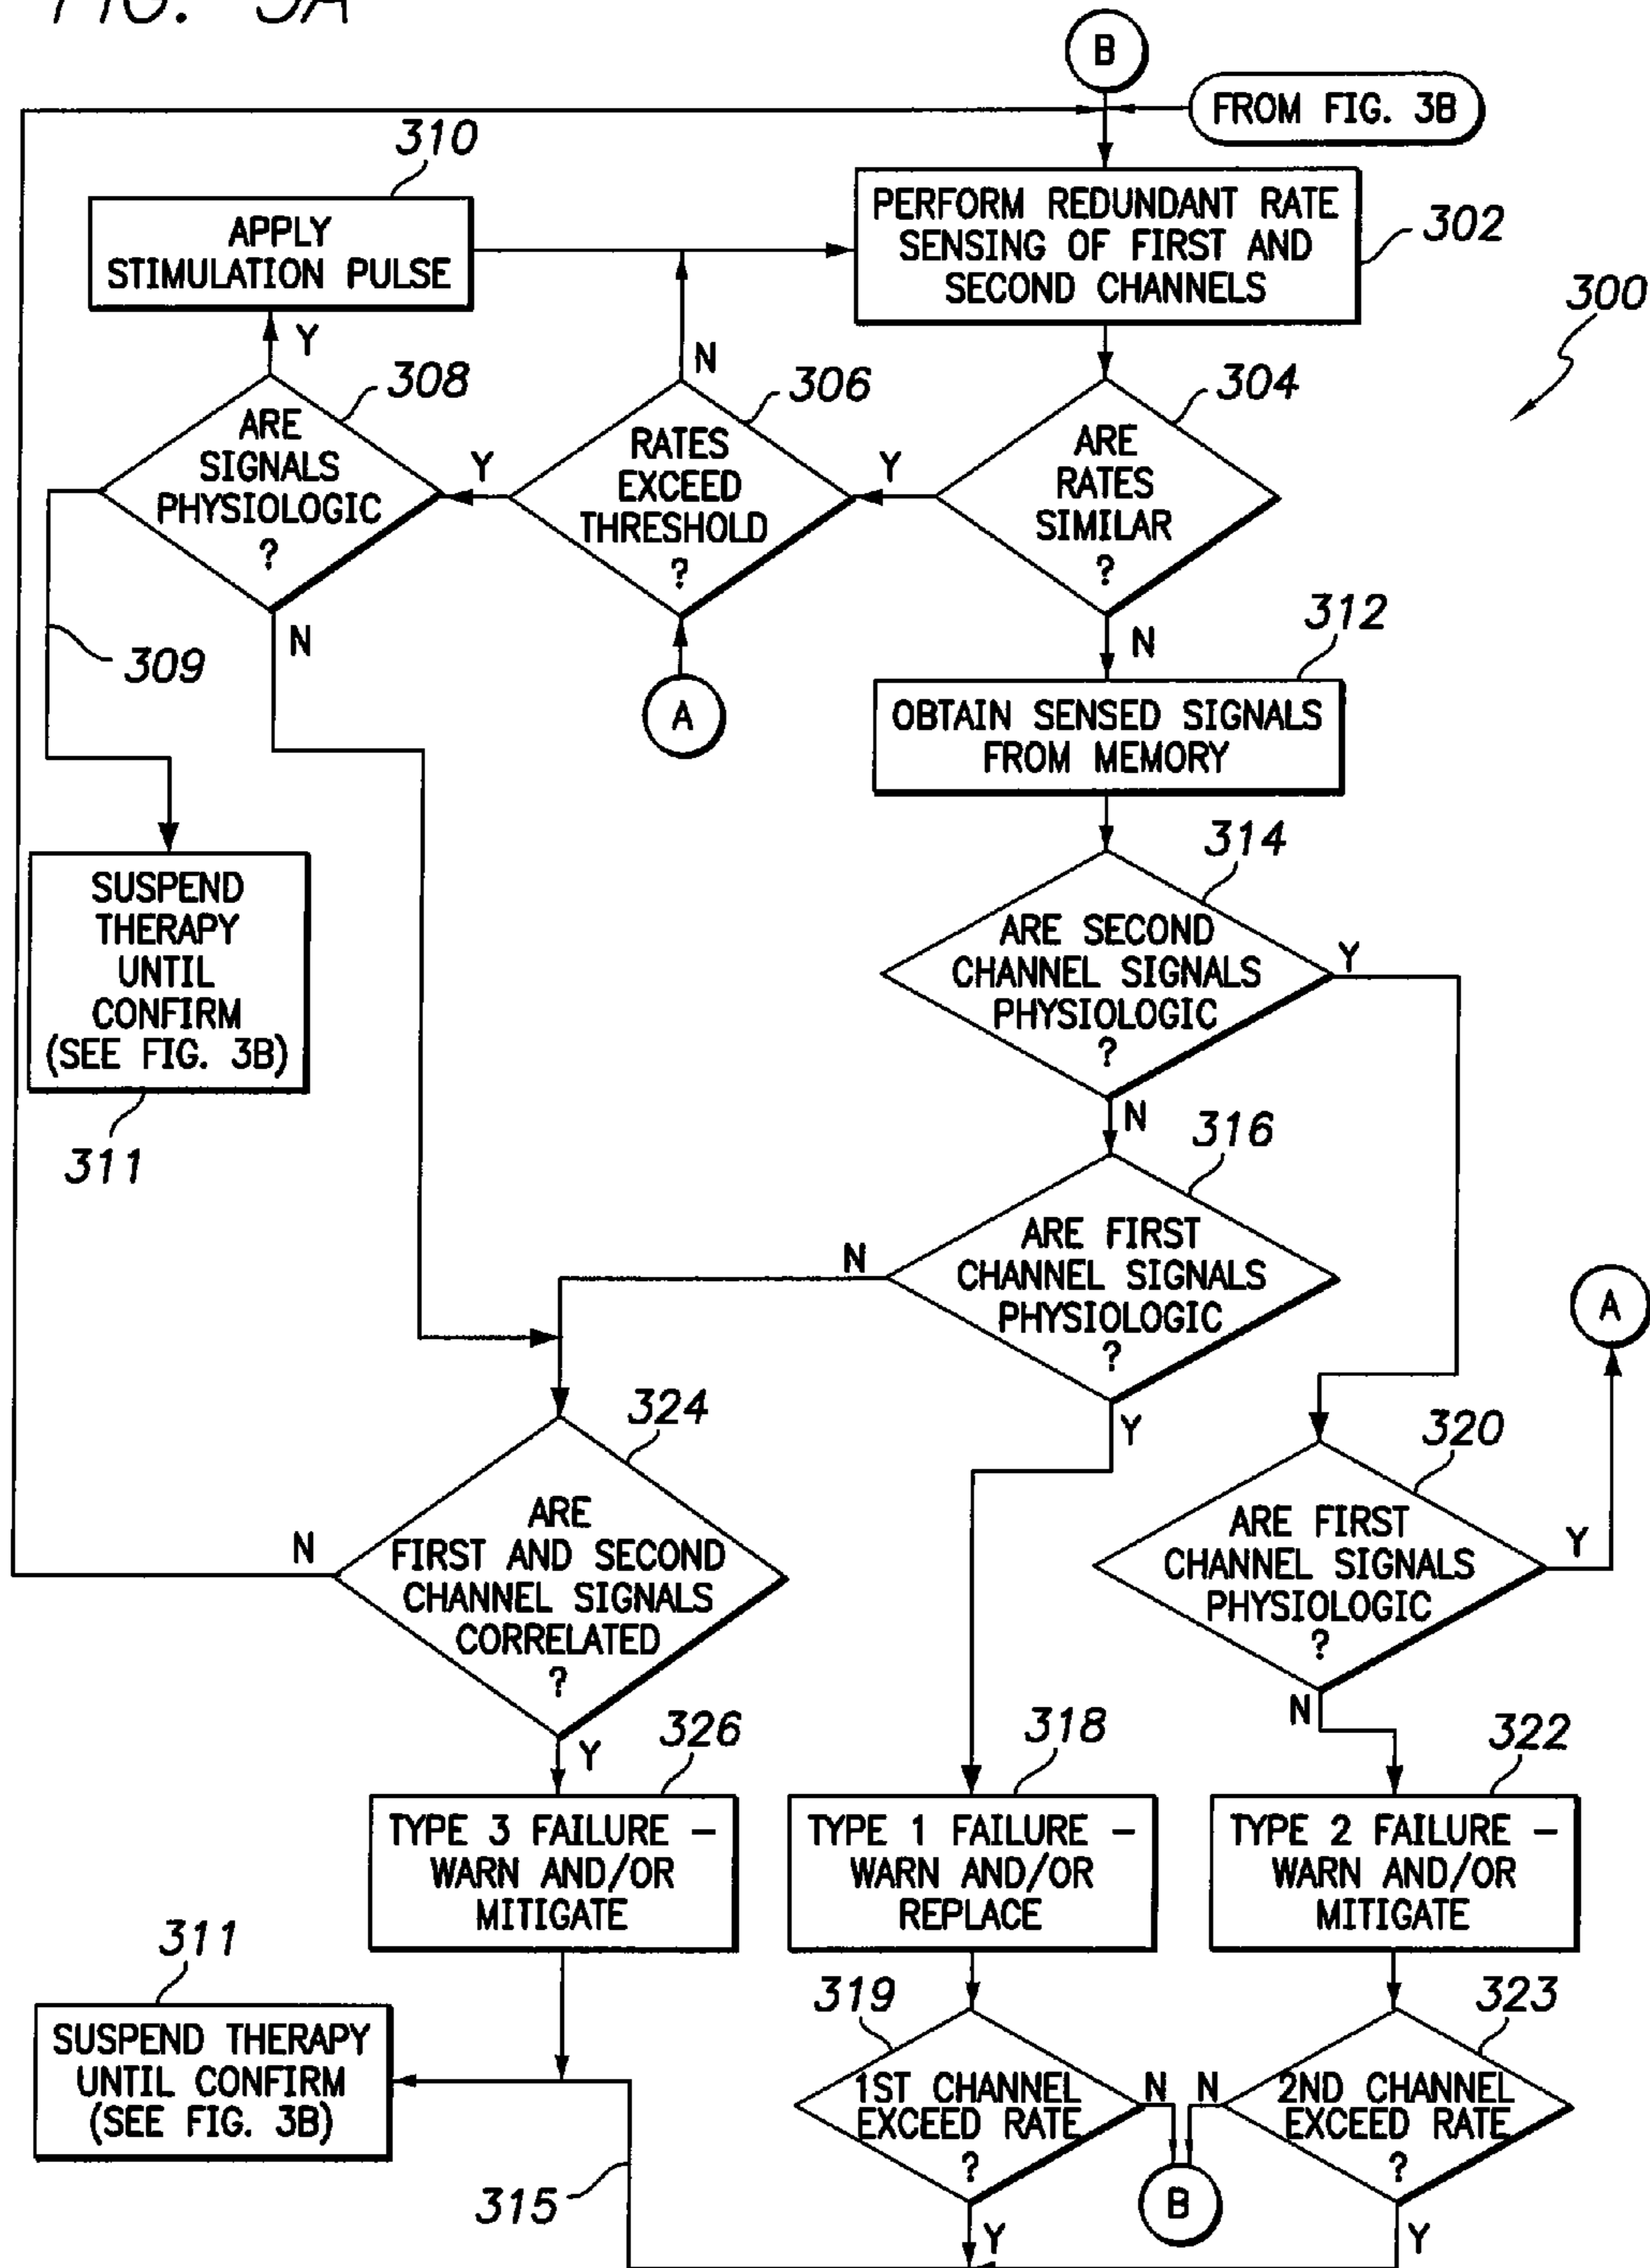 FIG. 3A
B
FROM FIG. 3B
310
APPLY
STIMULATION PULSE
PERFORM REDUNDANT RATE
SENSING OF FIRST AND
SECOND CHANNELS
302
300
Y
N
308
ARE
SIGNALS
PHYSIOLOGIC
?
Y
306
RATES
EXCEED
THRESHOLD
?
Y
304
ARE
RATES
SIMILAR
?
N
309
N
A
312
OBTAIN SENSED SIGNALS
FROM MEMORY
SUSPEND
THERAPY
UNTIL
CONFIRM
(SEE FIG. 3B)
311
314
ARE SECOND
CHANNEL SIGNALS
PHYSIOLOGIC
?
Y
N
316
ARE FIRST
CHANNEL SIGNALS
PHYSIOLOGIC
?
N
Y
A
324
ARE
FIRST AND SECOND
CHANNEL SIGNALS
CORRELATED
?
N
Y
320
ARE FIRST
CHANNEL SIGNALS
PHYSIOLOGIC
?
Y
N
326
TYPE 3 FAILURE –
WARN AND/OR
MITIGATE
318
TYPE 1 FAILURE –
WARN AND/OR
REPLACE
322
TYPE 2 FAILURE –
WARN AND/OR
MITIGATE
311
SUSPEND THERAPY
UNTIL CONFIRM
(SEE FIG. 3B)
315
319
1ST CHANNEL
EXCEED RATE
?
N
Y
B
323
2ND CHANNEL
EXCEED RATE
?
N
Y